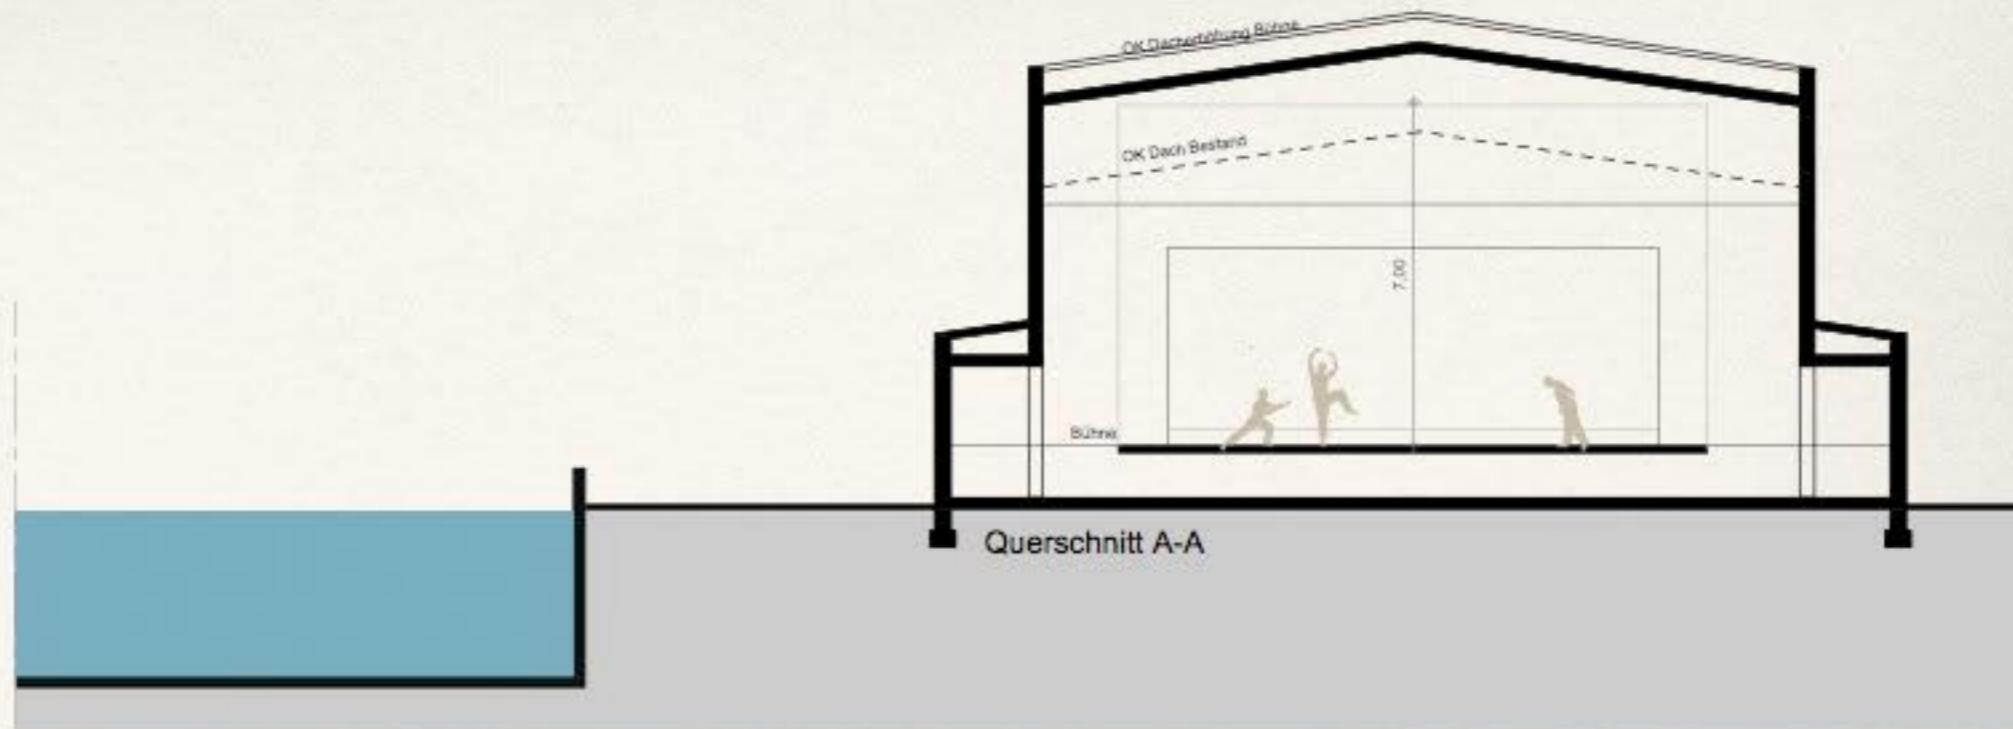 OK Dacherhöhung Bühne
OK Dach Bestand
7,00
Bühne
Querschnitt A-A